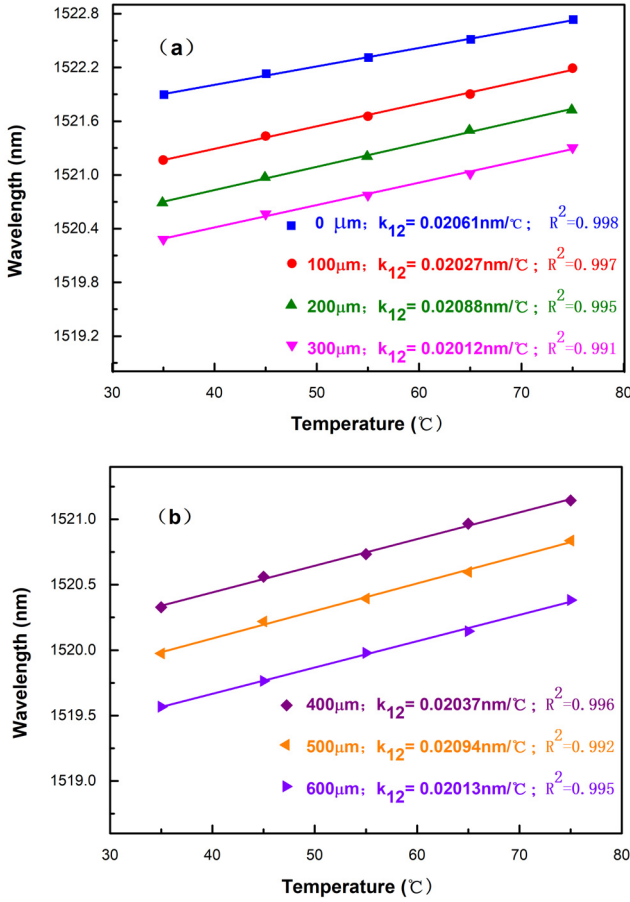 (a)
1522.8
1522.2
1521.6
1521.0
1520.4
1519.8
1519.2
Wavelength (nm)
0 μm; k12= 0.02061nm/℃; R²=0.998
100μm; k12= 0.02027nm/℃; R²=0.997
200μm; k12= 0.02088nm/℃; R²=0.995
300μm; k12= 0.02012nm/℃; R²=0.991
30 40 50 60 70 80
Temperature (℃)
(b)
1521.0
1520.5
1520.0
1519.5
1519.0
Wavelength (nm)
400μm; k12= 0.02037nm/℃; R²=0.996
500μm; k12= 0.02094nm/℃; R²=0.992
600μm; k12= 0.02013nm/℃; R²=0.995
30 40 50 60 70 80
Temperature (℃)